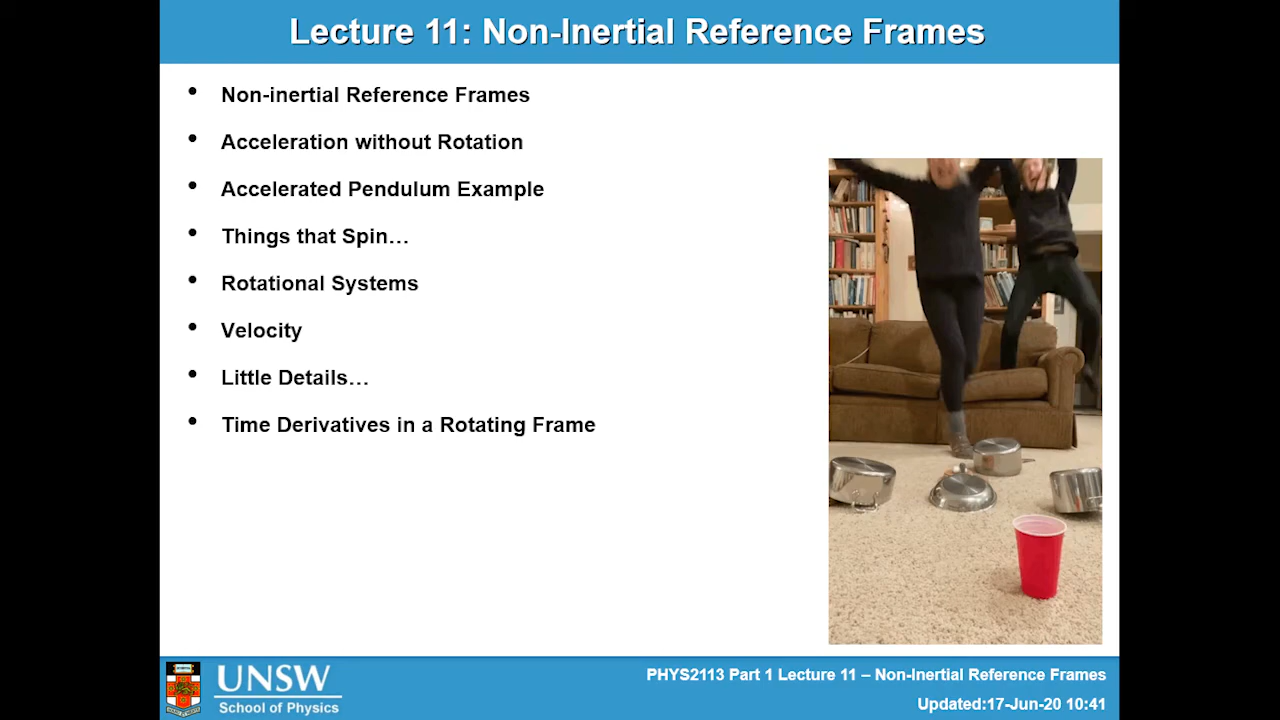 Lecture 11: Non-Inertial Reference Frames
• Non-inertial Reference Frames
• Acceleration without Rotation
• Accelerated Pendulum Example
• Things that Spin…
• Rotational Systems
• Velocity
• Little Details…
• Time Derivatives in a Rotating Frame
UNSW
School of Physics
PHYS2113 Part 1 Lecture 11 – Non-Inertial Reference Frames
Updated:17-Jun-20 10:41